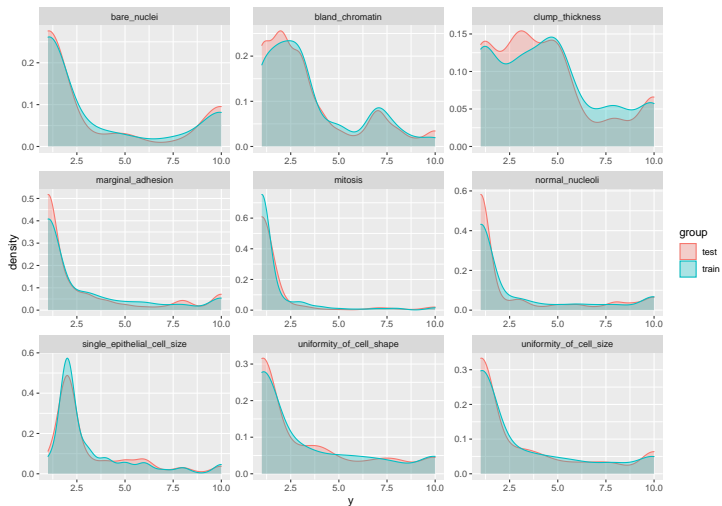 bare_nuclei bland_chromatin clump_thickness
0.2 0.1 0.0
0.2 0.1 0.0
0.15 0.10 0.05 0.00
2.5 5.0 7.5 10.0 2.5 5.0 7.5 10.0 2.5 5.0 7.5 10.0
marginal_adhesion mitosis normal_nucleoli
0.5 0.4 0.3 0.2 0.1 0.0
0.6 0.4 0.2 0.0
0.6 0.4 0.2 0.0
2.5 5.0 7.5 10.0 2.5 5.0 7.5 10.0 2.5 5.0 7.5 10.0
single_epithelial_cell_size uniformity_of_cell_shape uniformity_of_cell_size
0.6 0.4 0.2 0.0
0.3 0.2 0.1 0.0
0.3 0.2 0.1 0.0
2.5 5.0 7.5 10.0 2.5 5.0 7.5 10.0 2.5 5.0 7.5 10.0
density
y
group
test
train